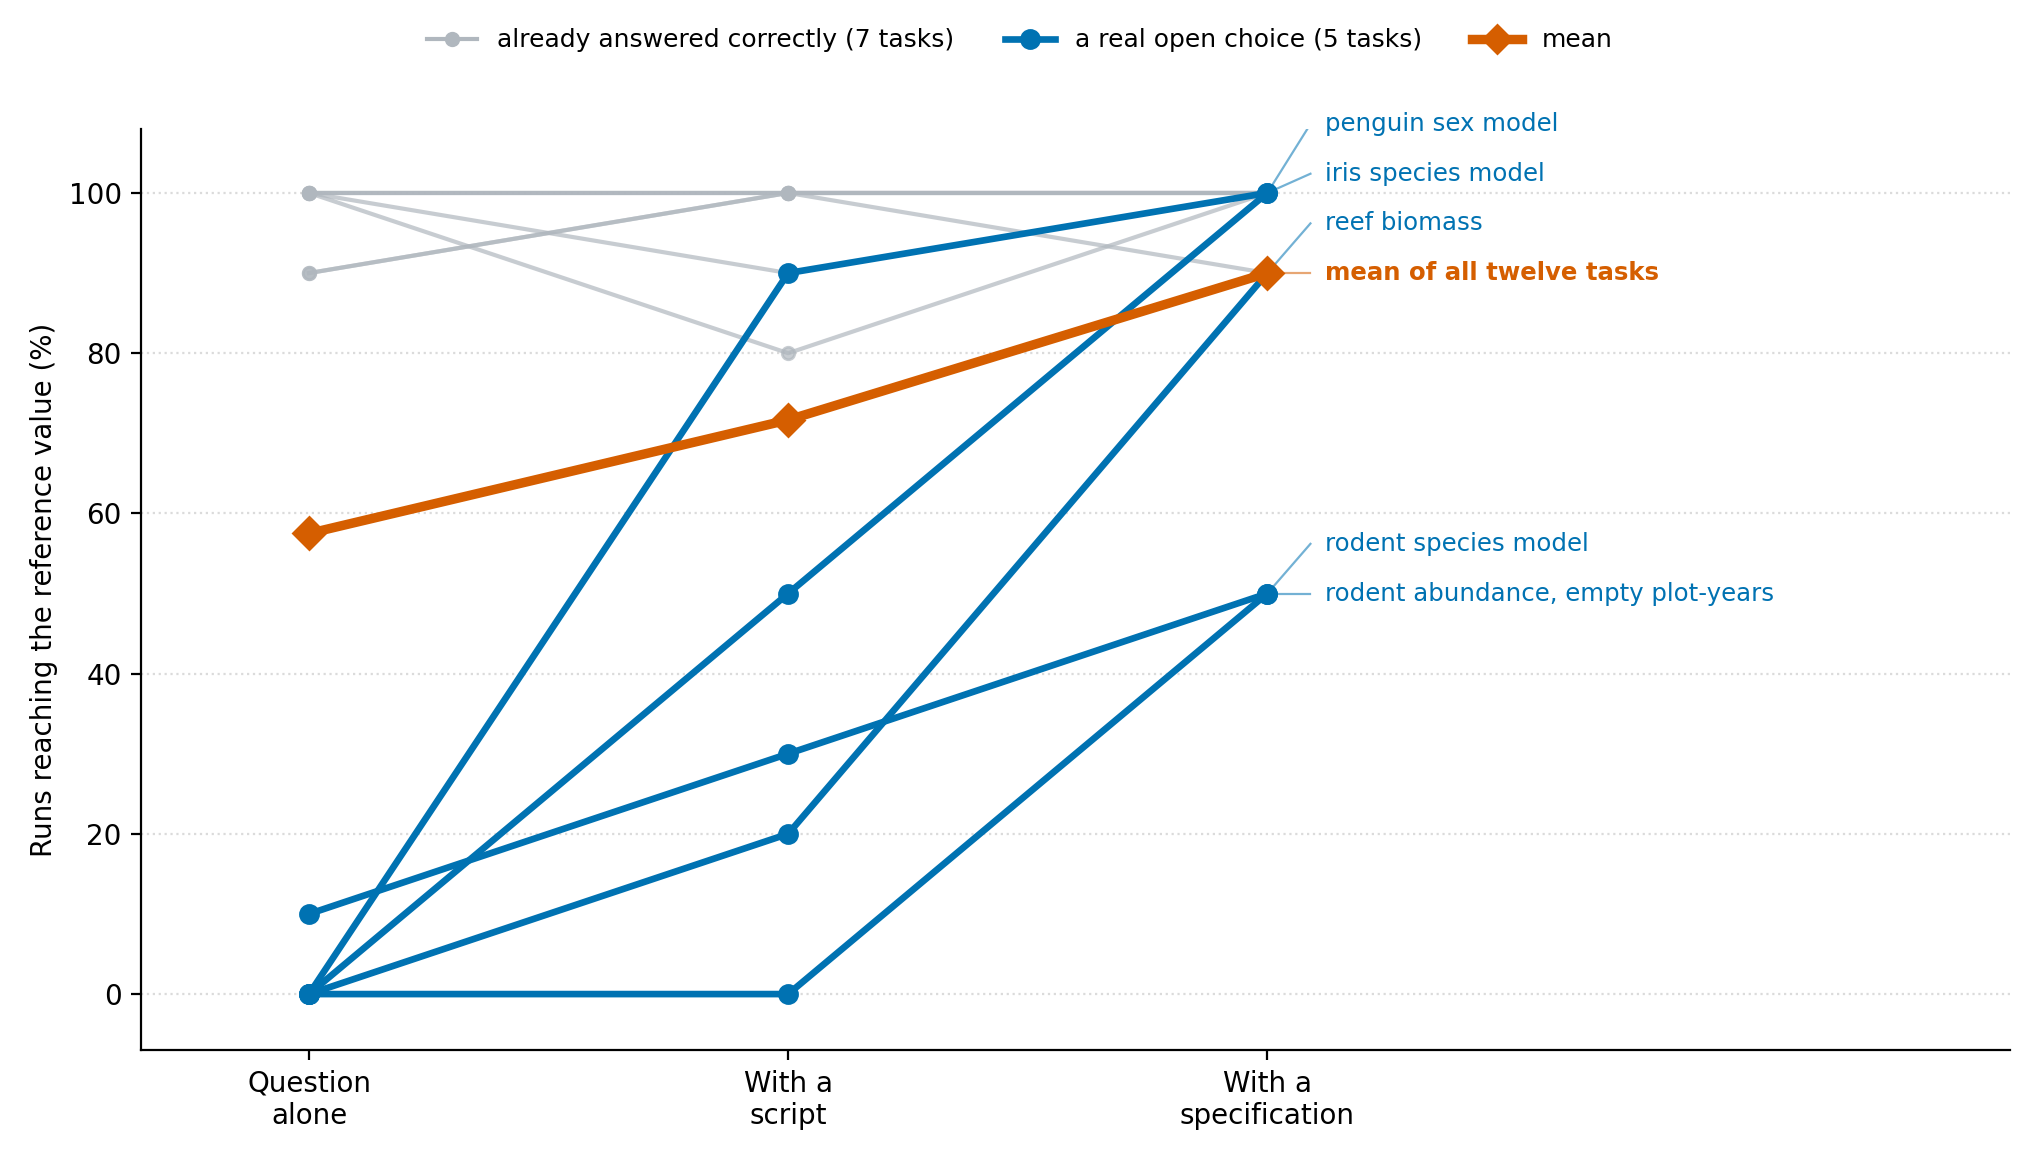 already answered correctly (7 tasks)
a real open choice (5 tasks)
mean
penguin sex model
iris species model
reef biomass
mean of all twelve tasks
rodent species model
rodent abundance, empty plot-years
Runs reaching the reference value (%)
100
80
60
40
20
0
Question
alone
With a
script
With a
specification